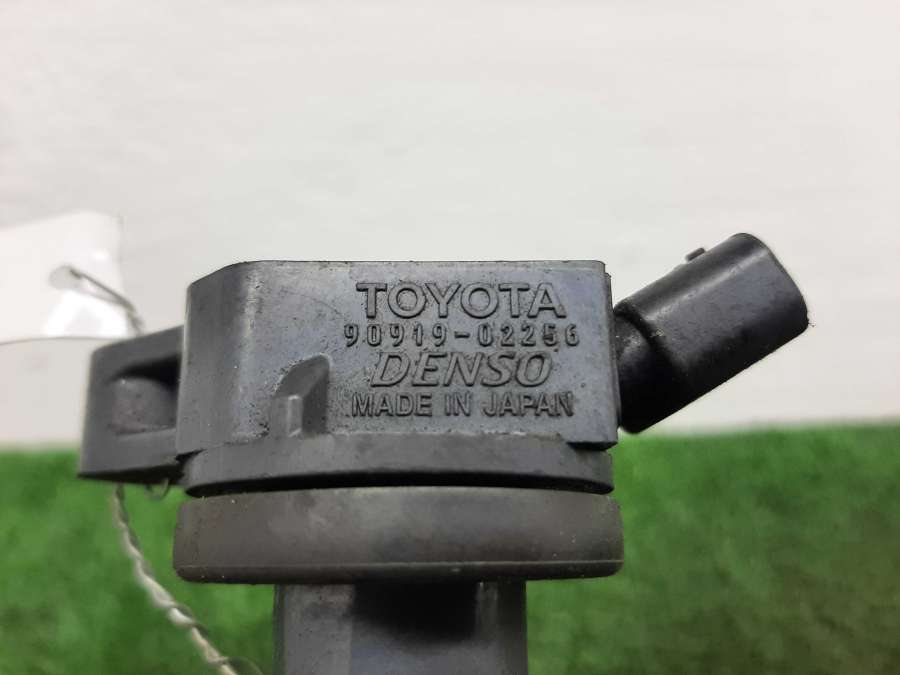 TOYOTA
90919-02256
DENSO
MADE IN JAPAN